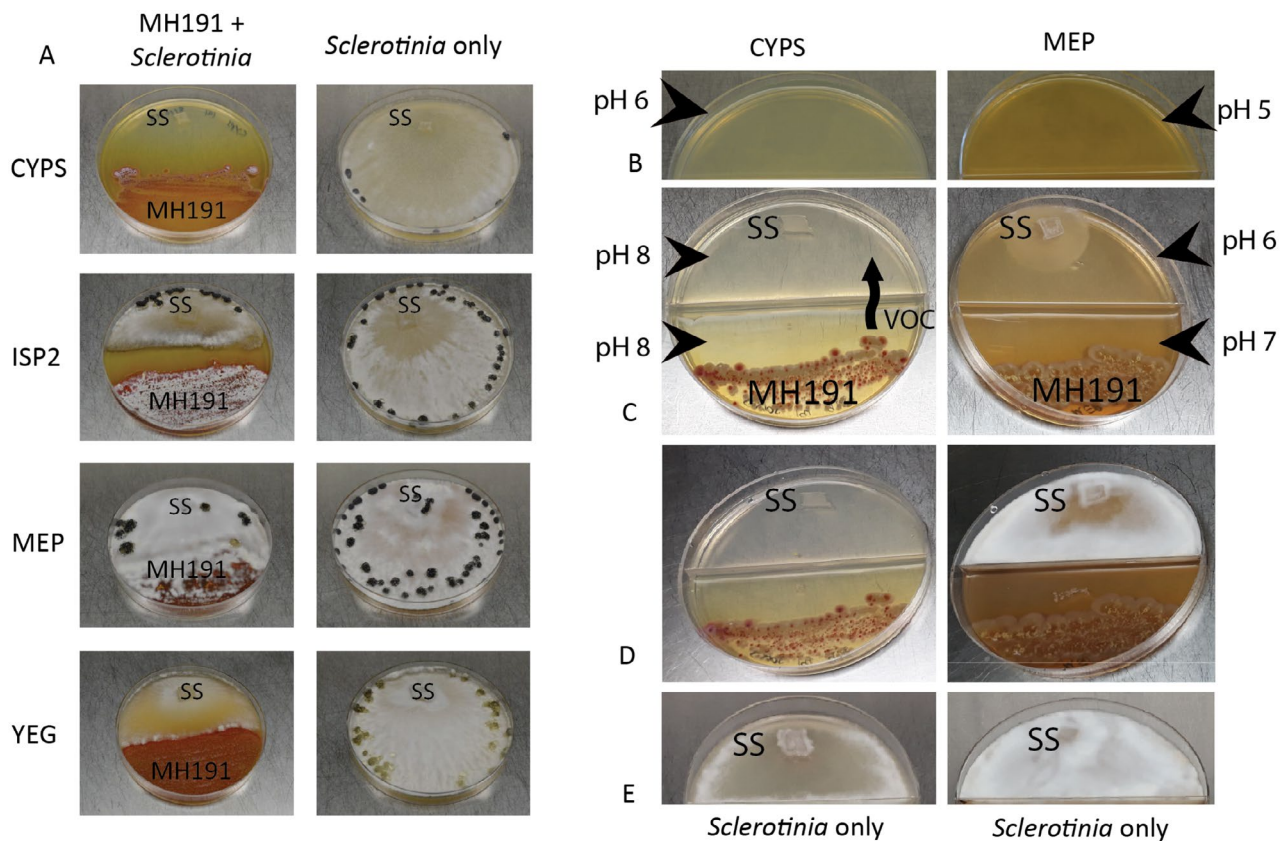 A
MH191 +
Sclerotinia
Sclerotinia only
CYPS
SS
MH191
SS
ISP2
SS
MH191
SS
MEP
SS
MH191
SS
YEG
SS
MH191
SS
CYPS
MEP
pH 6
pH 5
B
SS
SS
pH 8
pH 6
VOC
pH 8
pH 7
MH191
MH191
C
SS
SS
D
SS
SS
E
Sclerotinia only
Sclerotinia only